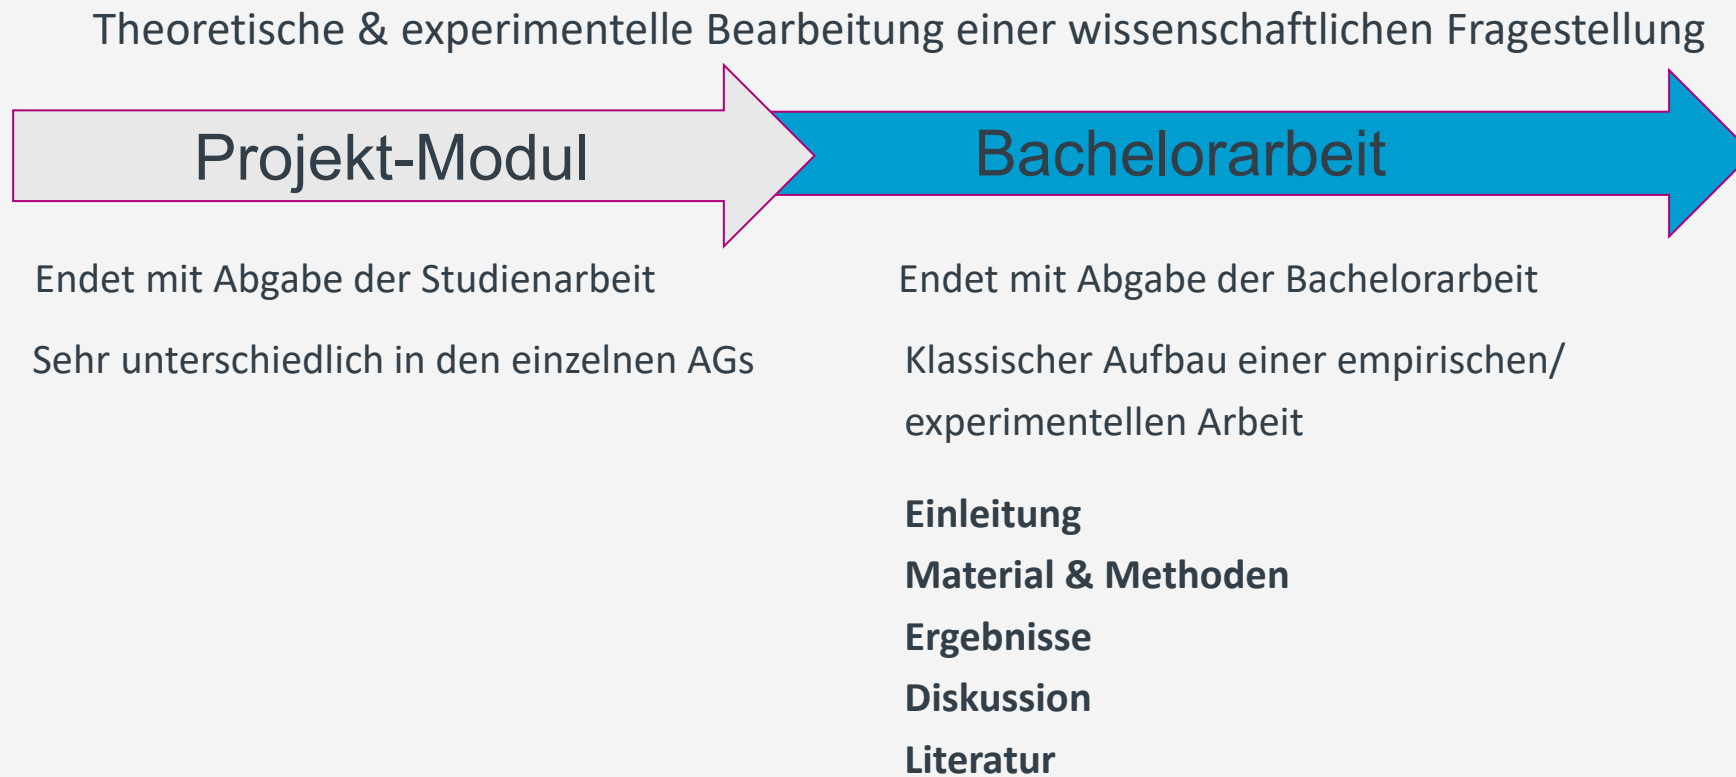 Theoretische & experimentelle Bearbeitung einer wissenschaftlichen Fragestellung
Projekt-Modul
Bachelorarbeit
Endet mit Abgabe der Studienarbeit
Sehr unterschiedlich in den einzelnen AGs
Endet mit Abgabe der Bachelorarbeit
Klassischer Aufbau einer empirischen/
experimentellen Arbeit
Einleitung
Material & Methoden
Ergebnisse
Diskussion
Literatur